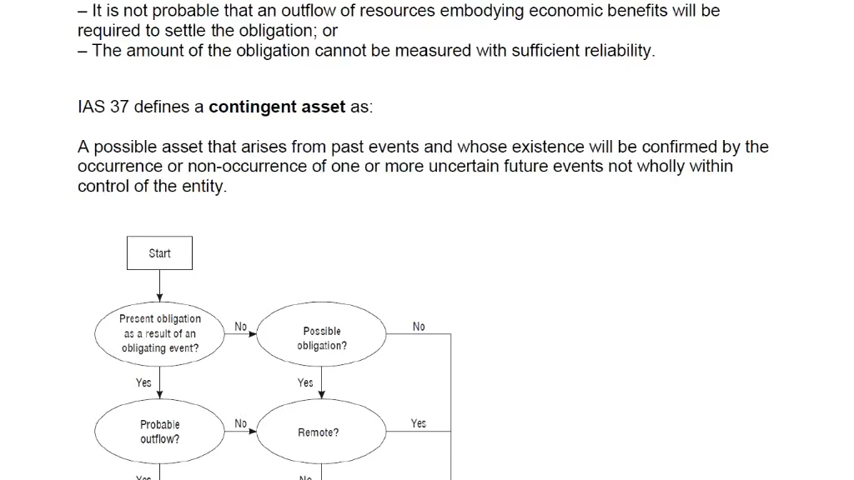 – It is not probable that an outflow of resources embodying economic benefits will be
required to settle the obligation; or
– The amount of the obligation cannot be measured with sufficient reliability.
IAS 37 defines a contingent asset as:
A possible asset that arises from past events and whose existence will be confirmed by the
occurrence or non-occurrence of one or more uncertain future events not wholly within
control of the entity.
Start
Present obligation
as a result of an
obligating event?
No
Possible
obligation?
No
Yes
Yes
Probable
outflow?
No
Remote?
Yes
Yes
No